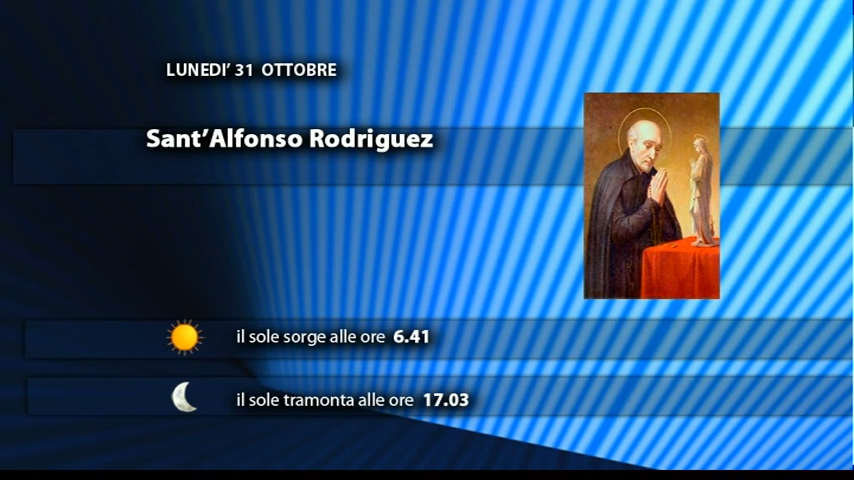 LUNEDI’ 31 OTTOBRE
Sant’Alfonso Rodriguez
il sole sorge alle ore 6.41
il sole tramonta alle ore 17.03